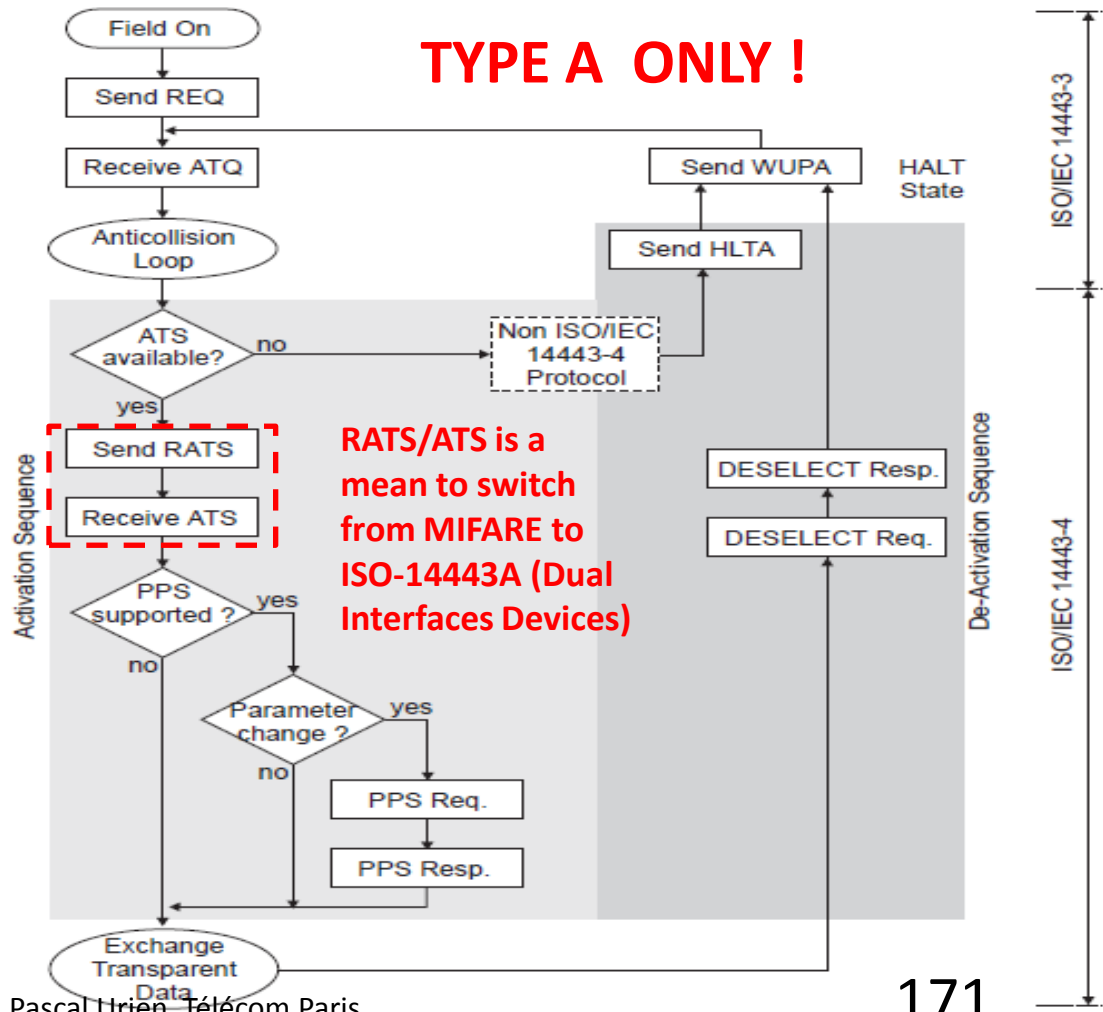 Field On
TYPE A  ONLY !
Send REQ
Receive ATQ
Send WUPA
HALT
State
Anticollision
Loop
Send HLTA
ISO/IEC 14443-3
ATS
available?
no
Non ISO/IEC
14443-4
Protocol
yes
Send RATS
Receive ATS
RATS/ATS is a
mean to switch
from MIFARE to
ISO-14443A (Dual
Interfaces Devices)
DESELECT Resp.
DESELECT Req.
Activation Sequence
De-Activation Sequence
ISO/IEC 14443-4
PPS
supported ?
yes
no
Parameter
change ?
yes
no
PPS Req.
PPS Resp.
Exchange
Transparent
Data
Pascal Urien Télécom Paris
171